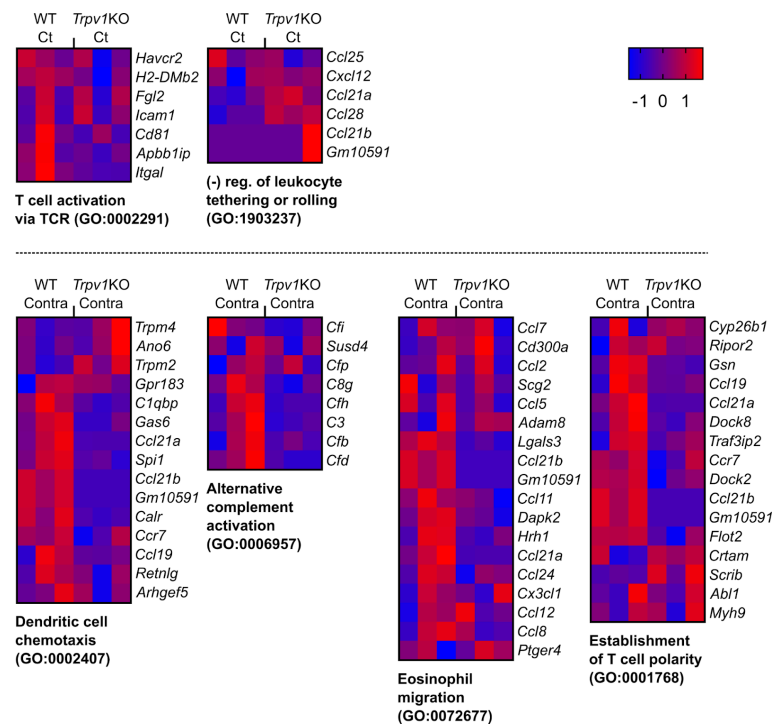 WT Trpv1KO
Ct Ct
Havcr2
H2-DMb2
Fgl2
Icam1
Cd81
Apbb1ip
Itgal
T cell activation
via TCR (GO:0002291)
WT Trpv1KO
Ct Ct
Ccl25
Cxcl12
Ccl21a
Ccl28
Ccl21b
Gm10591
(-) reg. of leukocyte
tethering or rolling
(GO:1903237)
-1 0 1
WT Trpv1KO
Contra Contra
Trpm4
Ano6
Trpm2
Gpr183
C1qbp
Gas6
Ccl21a
Spi1
Ccl21b
Gm10591
Calr
Ccr7
Ccl19
Retnlg
Arhgef5
Dendritic cell
chemotaxis
(GO:0002407)
WT Trpv1KO
Contra Contra
Cfi
Susd4
Cfp
C8g
Cfh
C3
Cfb
Cfd
Alternative
complement
activation
(GO:0006957)
WT Trpv1KO
Contra Contra
Ccl7
Cd300a
Ccl2
Scg2
Ccl5
Adam8
Lgals3
Ccl21b
Gm10591
Ccl11
Dapk2
Hrh1
Ccl21a
Ccl24
Cx3cl1
Ccl12
Ccl8
Ptger4
Eosinophil
migration
(GO:0072677)
WT Trpv1KO
Contra Contra
Cyp26b1
Ripor2
Gsn
Ccl19
Ccl21a
Dock8
Traf3ip2
Ccr7
Dock2
Ccl21b
Gm10591
Flot2
Crtam
Scrib
Abl1
Myh9
Establishment
of T cell polarity
(GO:0001768)